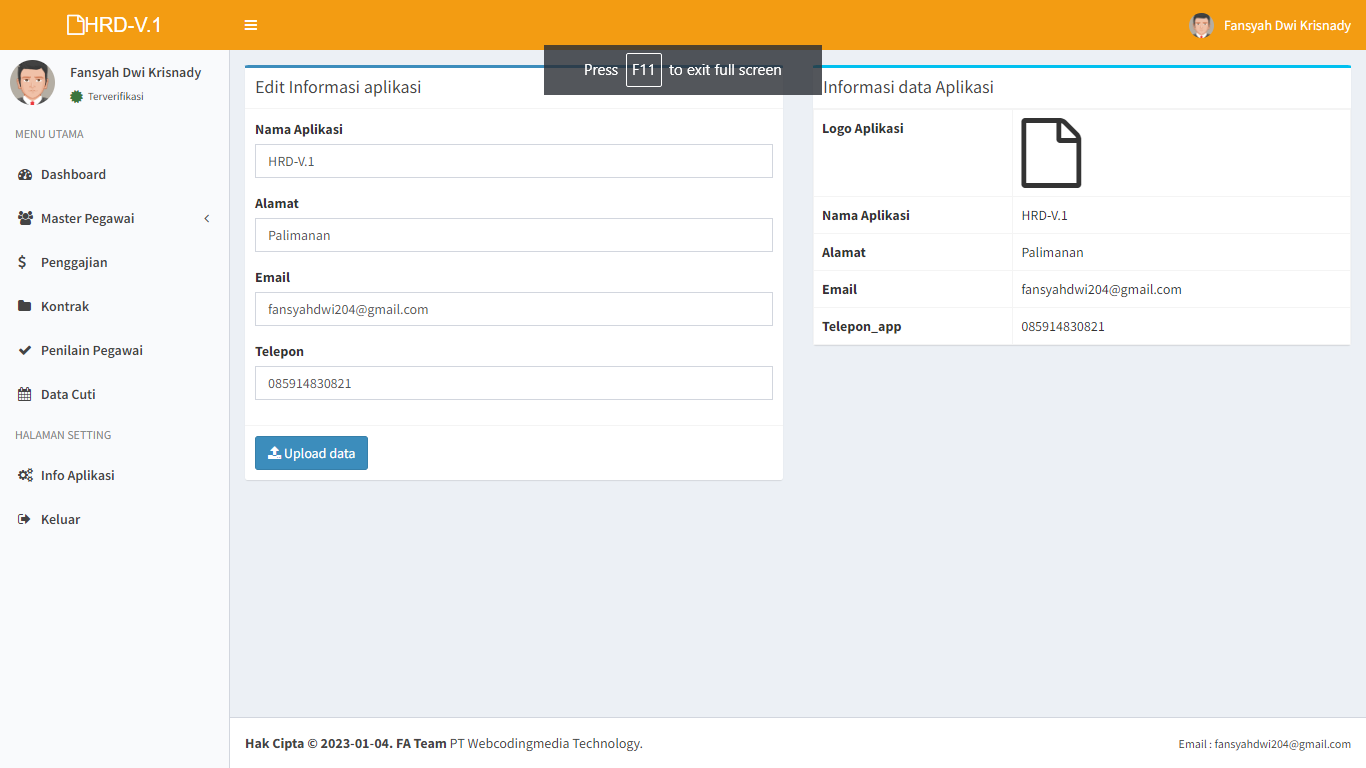 HRD-V.1
Fansyah Dwi Krisnady
Press F11 to exit full screen
Fansyah Dwi Krisnady
Terverifikasi
MENU UTAMA
Dashboard
Master Pegawai
Penggajian
Kontrak
Penilain Pegawai
Data Cuti
HALAMAN SETTING
Info Aplikasi
Keluar
Edit Informasi aplikasi
Nama Aplikasi
HRD-V.1
Alamat
Palimanan
Email
fansyahdwi204@gmail.com
Telepon
085914830821
Upload data
Informasi data Aplikasi
Logo Aplikasi
Nama Aplikasi HRD-V.1
Alamat Palimanan
Email fansyahdwi204@gmail.com
Telepon_app 085914830821
Hak Cipta © 2023-01-04. FA Team PT Webcodingmedia Technology.
Email : fansyahdwi204@gmail.com